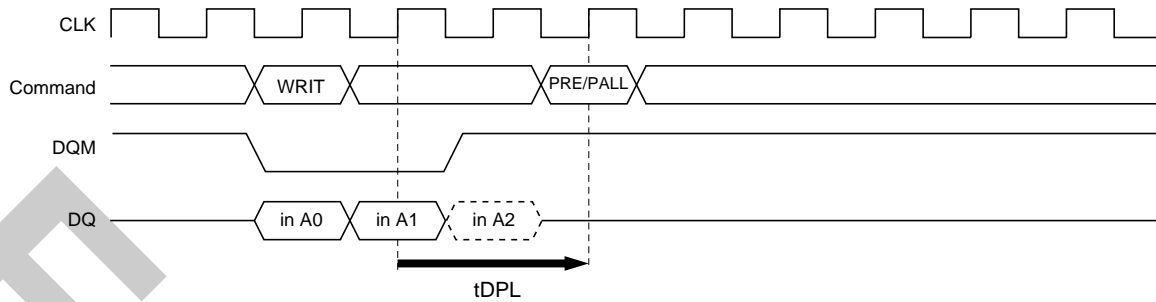 CLK
Command WRIT PRE/PALL
DQM
DQ in A0 in A1 in A2
tDPL